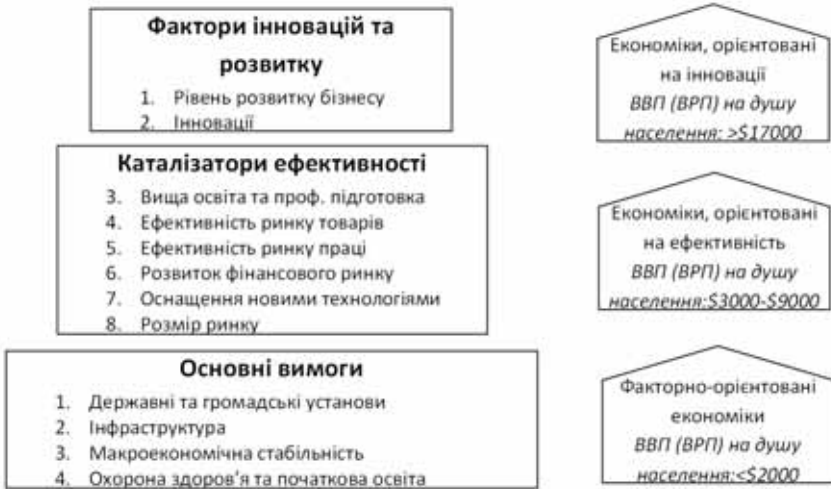 Фактори інновацій та
розвитку
1. Рівень розвитку бізнесу
2. Інновації
Економіки, орієнтовані
на інновації
ВВП (ВРП) на душу
населення: >$17000
Каталізатори ефективності
3. Вища освіта та проф. підготовка
4. Ефективність ринку товарів
5. Ефективність ринку праці
6. Розвиток фінансового ринку
7. Оснащення новими технологіями
8. Розмір ринку
Економіки, орієнтовані
на ефективність
ВВП (ВРП) на душу
населення:$3000-$9000
Основні вимоги
1. Державні та громадські установи
2. Інфраструктура
3. Макроекономічна стабільність
4. Охорона здоров'я та початкова освіта
Факторно-орієнтовані
економіки
ВВП (ВРП) на душу
населення:<$2000